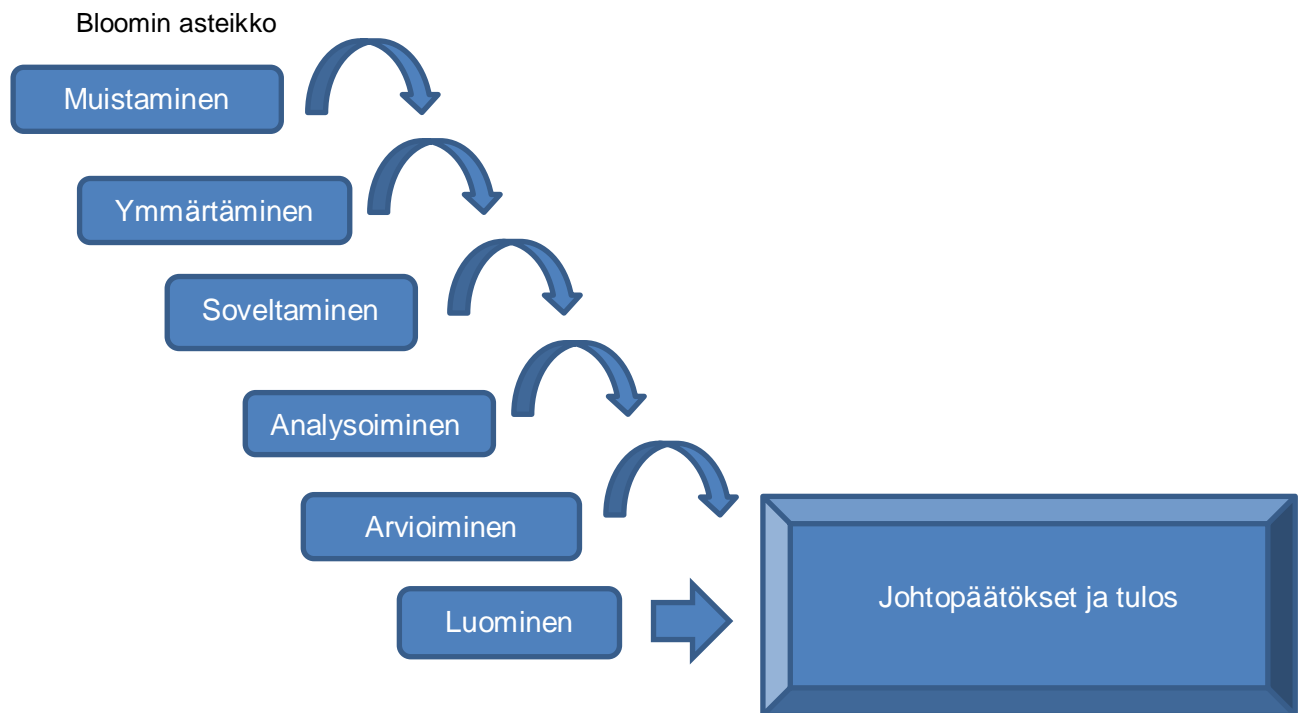 Bloomin asteikko
Muistaminen
Ymmärtäminen
Soveltaminen
Analysoiminen
Arvioiminen
Luominen
Johtopäätökset ja tulos